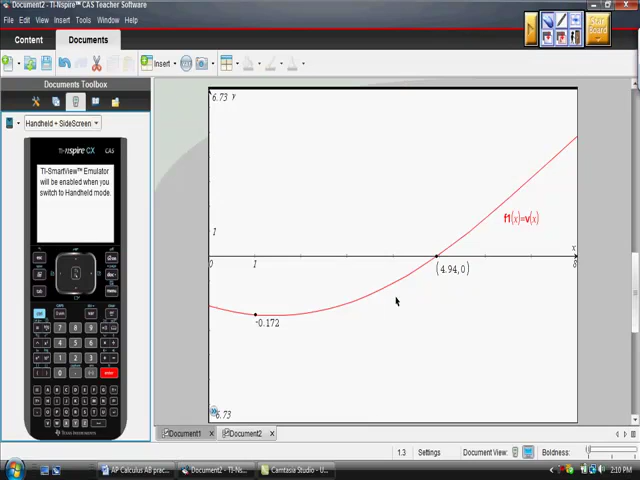 Document2 - TI-Nspire CAS Teacher Software
File Edit View Insert Tools Window Help
Content Documents
Insert
Documents Toolbox
Handheld + SideScreen
TI-nspire CX CAS
TI-SmartView™ Emulator
will be enabled when you
switch to Handheld mode.
Star
Board
6.73 y
f1(x)=v(x)
1
x
0 1 8
(4.94,0)
-0.172
-6.73
Document1 Document2
1.3 Settings Document View: Boldness:
AP Calculus AB prac... Document2 - TI-Ns... Camtasia Studio - U... 2:10 PM